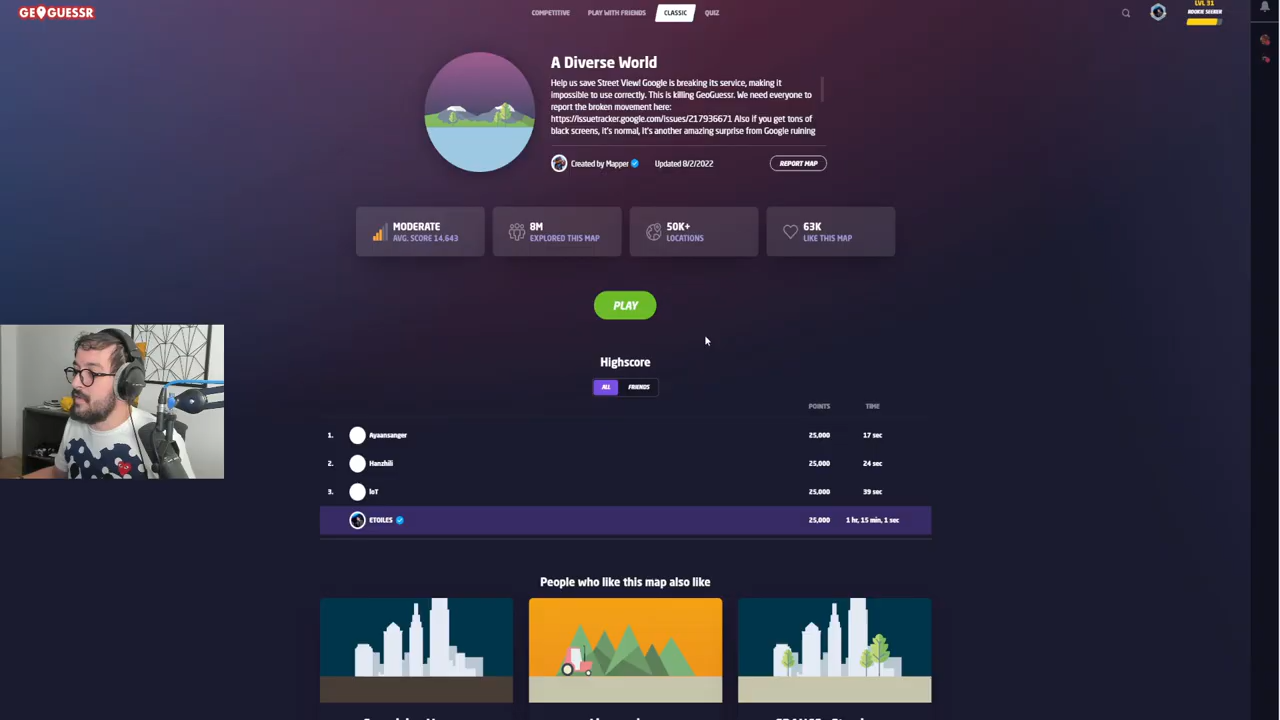 GEOGUESSR
COMPETITIVE PLAY WITH FRIENDS CLASSIC QUIZ
LVL 31
ROOKIE SEEKER
A Diverse World
Help us save Street View! Google is breaking its service, making it
impossible to use correctly. This is killing GeoGuessr. We need everyone to
report the broken movement here:
https://issuetracker.google.com/issues/217936671 Also if you get tons of
black screens, it's normal, it's another amazing surprise from Google ruining
Created by Mapper Updated 8/2/2022 REPORT MAP
MODERATE
AVG. SCORE 14,643
8M
EXPLORED THIS MAP
50K+
LOCATIONS
63K
LIKE THIS MAP
PLAY
Highscore
ALL FRIENDS
POINTS TIME
1. Ayaansanger 25,000 17 sec
2. Hanzhili 25,000 24 sec
3. 25,000 39 sec
ETOILES 25,000 1 hr, 15 min, 1 sec
People who like this map also like